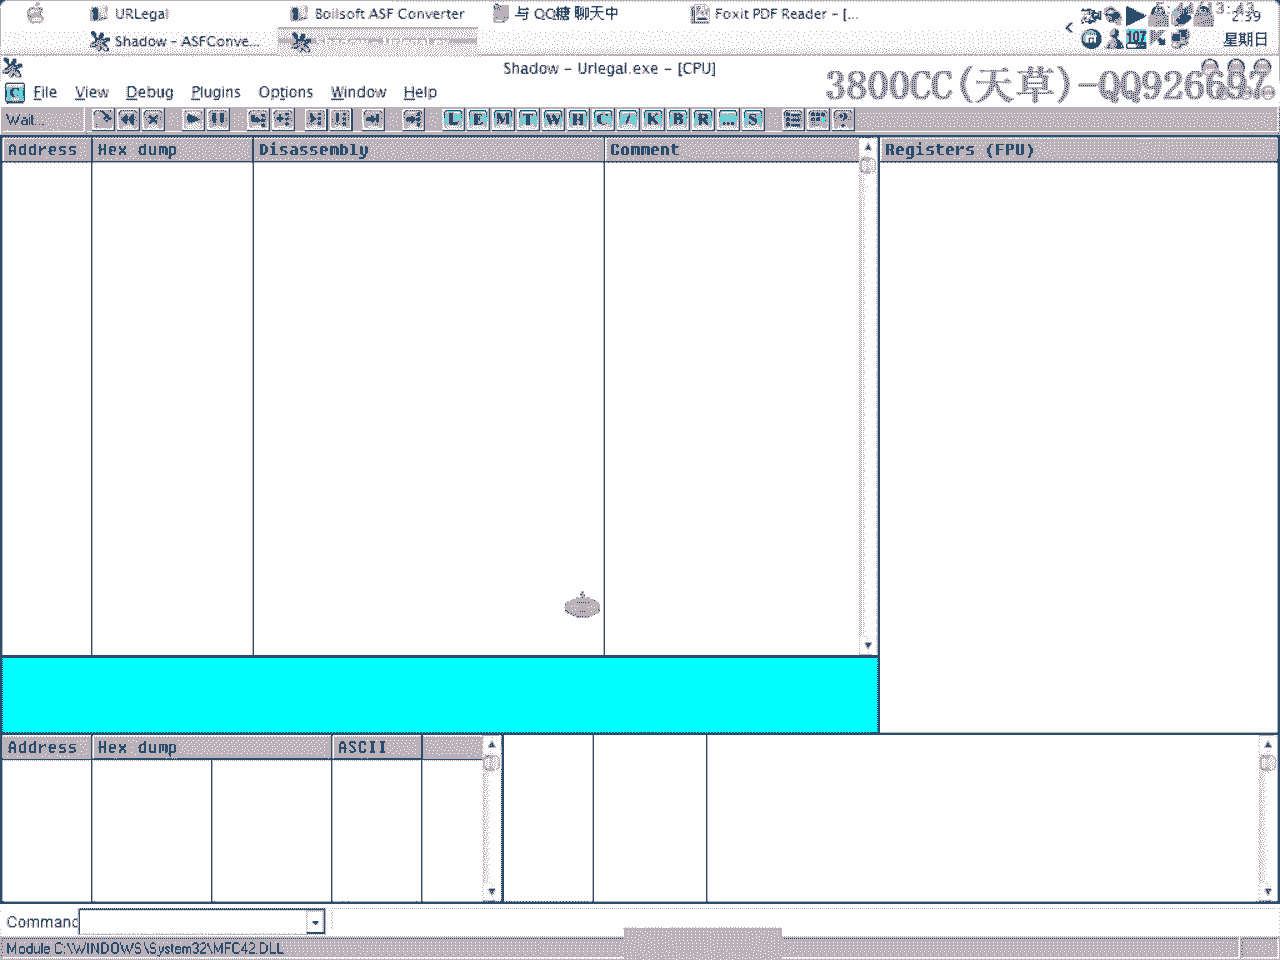 URLegal
Boilsoft ASF Converter
与 QQ糖 聊天中
Foxit PDF Reader - [...
Shadow - ASFConve...
2:39
107
星期日
Shadow - Urlegal.exe - [CPU]
3800CC(天草)-QQ926607
C File View Debug Plugins Options Window Help
Wait...
L E M T W H C / K B R ... S
?
Address Hex dump Disassembly Comment
Registers (FPU)
Address Hex dump ASCII
Command
Module C:\WINDOWS\System32\MFC42.DLL